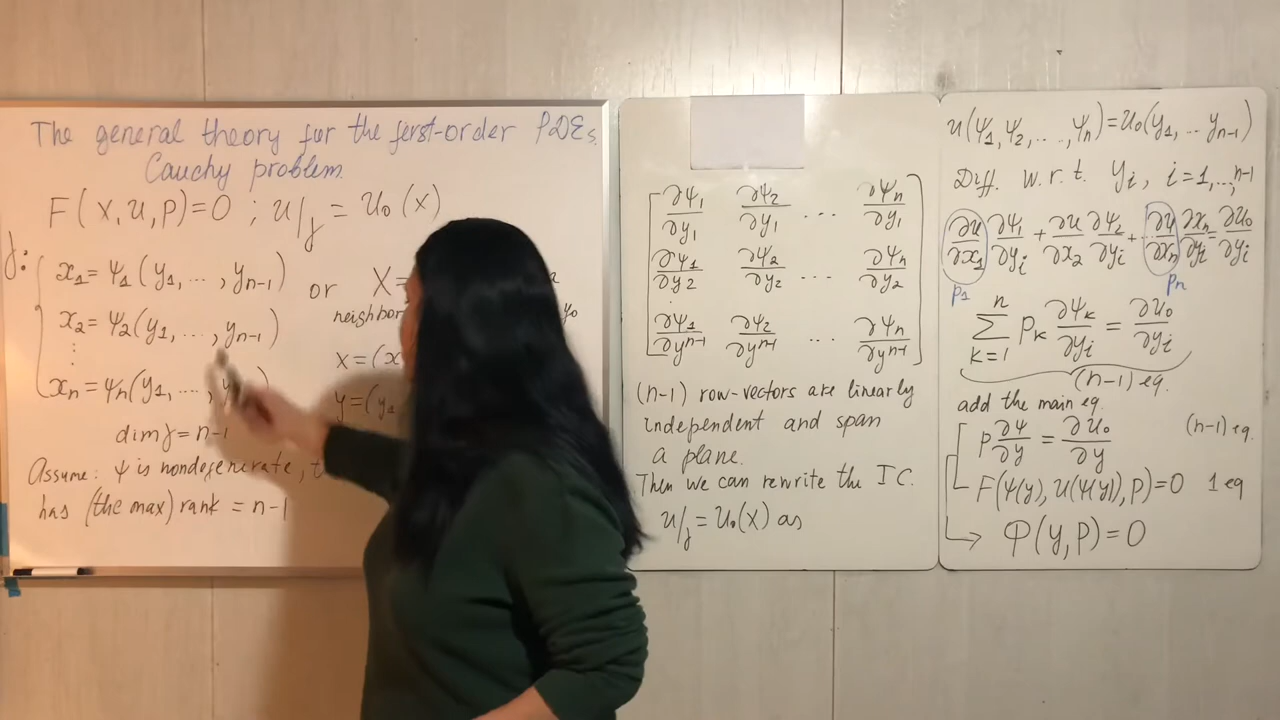 The general theory for the ferst-order PDEs.
Cauchy problem.
F(x,u,p)=0 ; u/γ = u₀(x)
γ:
x₁=ψ₁(y₁,...,yn-1) or X=
x₂=ψ₂(y₁,...,yn-1)
⋮
xn=ψn(y₁,...,
x=(x
y=(y₁
y₀
dim γ=n-1
Assume: ψ is nondegenerate,
has (the max) rank = n-1
∂ψ₁/∂y₁ ∂ψ₂/∂y₁ ... ∂ψn/∂y₁
∂ψ₁/∂y₂ ∂ψ₂/∂y₂ ... ∂ψn/∂y₂
∂ψ₁/∂yⁿ⁻¹ ∂ψ₂/∂yⁿ⁻¹ ... ∂ψn/∂yⁿ⁻¹
(n-1) row-vectors are linearly
independent and span
a plane.
Then we can rewrite the IC.
u/γ = u₀(x) as
u(ψ₁,ψ₂,...,ψn)=u₀(y₁,..yn-1)
Diff. w.r.t. yi, i=1,...,n-1
∂u/∂x₁ ∂ψ₁/∂yi + ∂u/∂x₂ ∂ψ₂/∂yi +..∂u/∂xn ∂xn/∂yi = ∂u₀/∂yi
p₁ pn
∑ⁿk=1 pk ∂ψk/∂yi = ∂u₀/∂yi
(n-1) eq.
add the main eq.
p ∂ψ/∂y = ∂u₀/∂y (n-1) eq.
F(ψ(y),u(ψ(y)),p)=0 1 eq
→ Φ(y,p)=0